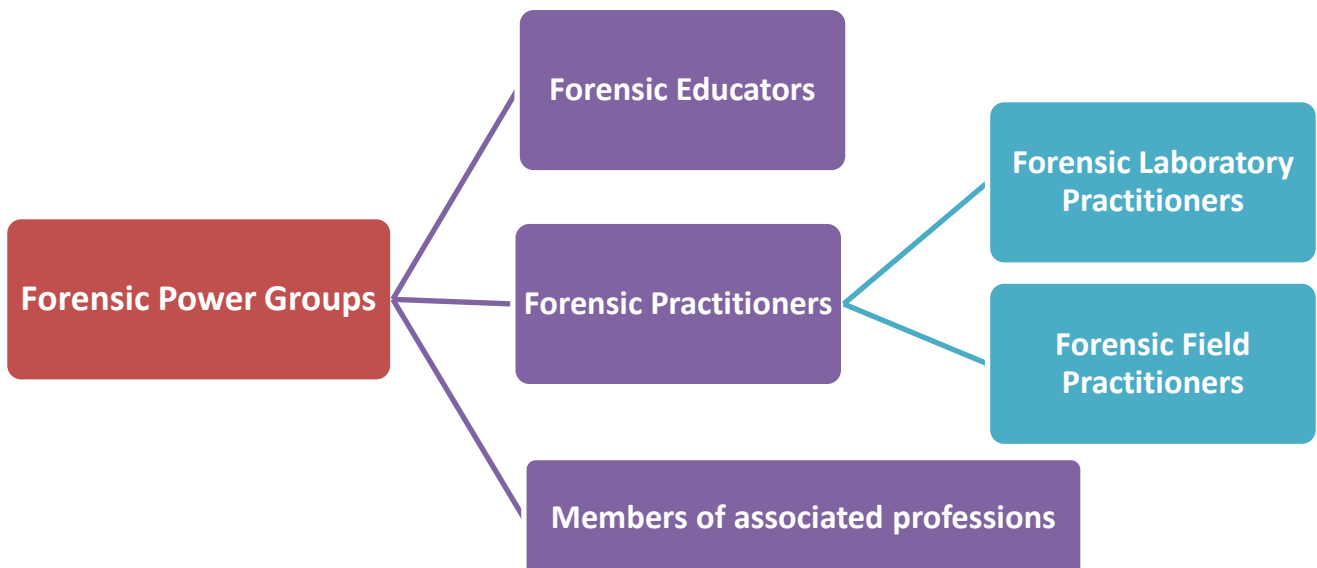 Forensic Educators
Forensic Laboratory
Practitioners
Forensic Power Groups
Forensic Practitioners
Forensic Field
Practitioners
Members of associated professions